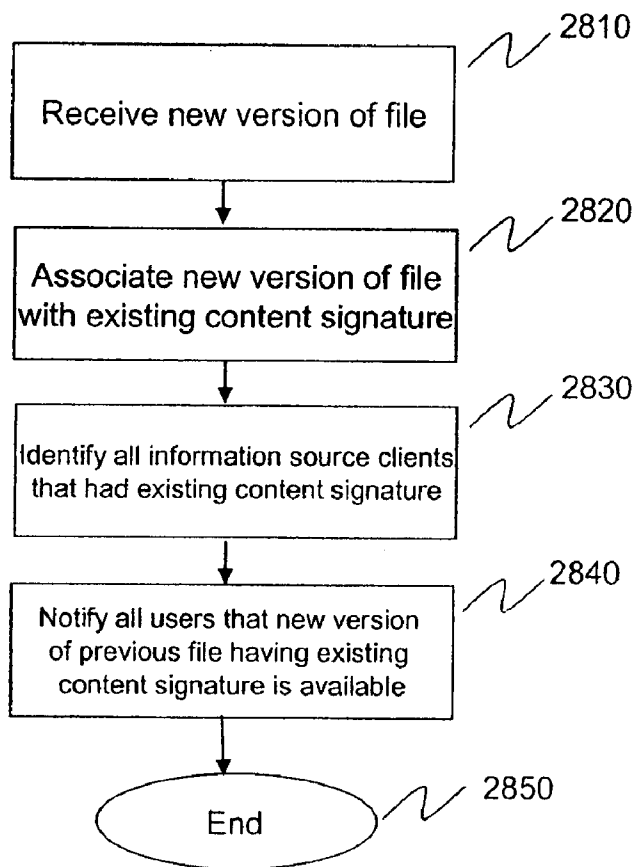 2810
Receive new version of file
2820
Associate new version of file
with existing content signature
2830
Identify all information source clients
that had existing content signature
2840
Notify all users that new version
of previous file having existing
content signature is available
2850
End